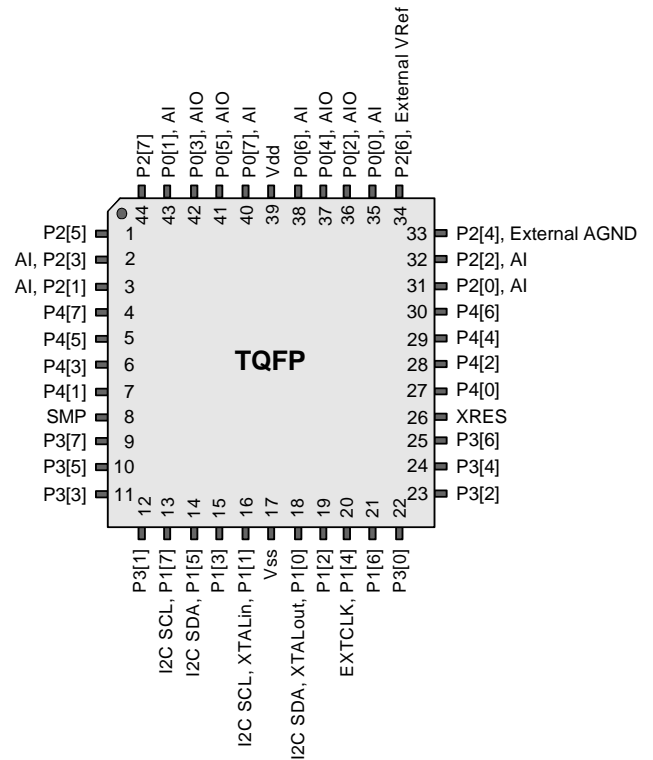 P2[7]
P0[1], AI
P0[3], AIO
P0[5], AIO
P0[7], AI
Vdd
P0[6], AI
P0[4], AIO
P0[2], AIO
P0[0], AI
P2[6], External VRef
44
43
42
41
40
39
38
37
36
35
34
P2[5] 1
AI, P2[3] 2
AI, P2[1] 3
P4[7] 4
P4[5] 5
P4[3] 6
P4[1] 7
SMP 8
P3[7] 9
P3[5] 10
P3[3] 11
TQFP
33 P2[4], External AGND
32 P2[2], AI
31 P2[0], AI
30 P4[6]
29 P4[4]
28 P4[2]
27 P4[0]
26 XRES
25 P3[6]
24 P3[4]
23 P3[2]
12
13
14
15
16
17
18
19
20
21
22
P3[1]
I2C SCL, P1[7]
I2C SDA, P1[5]
P1[3]
I2C SCL, XTALin, P1[1]
Vss
I2C SDA, XTALout, P1[0]
P1[2]
EXTCLK, P1[4]
P1[6]
P3[0]